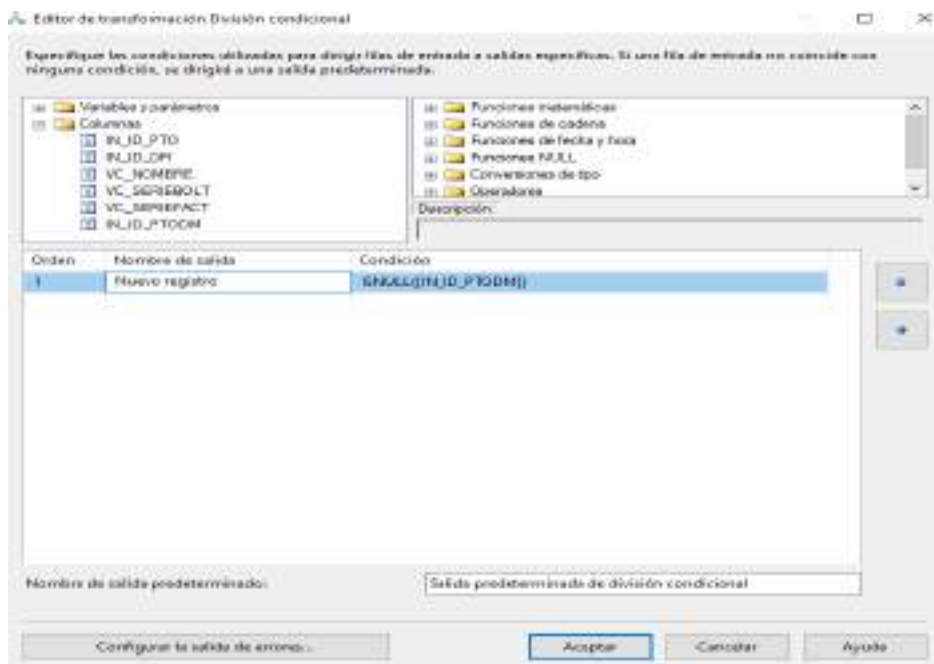 Editor de transformación División condicional
Especifique las condiciones utilizadas para dirigir filas de entrada a salidas específicas. Si una fila de entrada no coincide con
ninguna condición, se dirigirá a una salida predeterminada.
Variables y parámetros
Columnas
IN_ID_PTO
IN_ID_DPI
VC_NOMBRE
VC_SERIEBOLT
VC_SERIEFACT
IN_ID_PTODM
Funciones matemáticas
Funciones de cadena
Funciones de fecha y hora
Funciones NULL
Conversiones de tipo
Operadores
Descripción:
Orden Nombre de salida Condición
1 Nuevo registro ISNULL([IN_ID_PTODM])
Nombre de salida predeterminado: Salida predeterminada de división condicional
Configurar la salida de errores... Aceptar Cancelar Ayuda